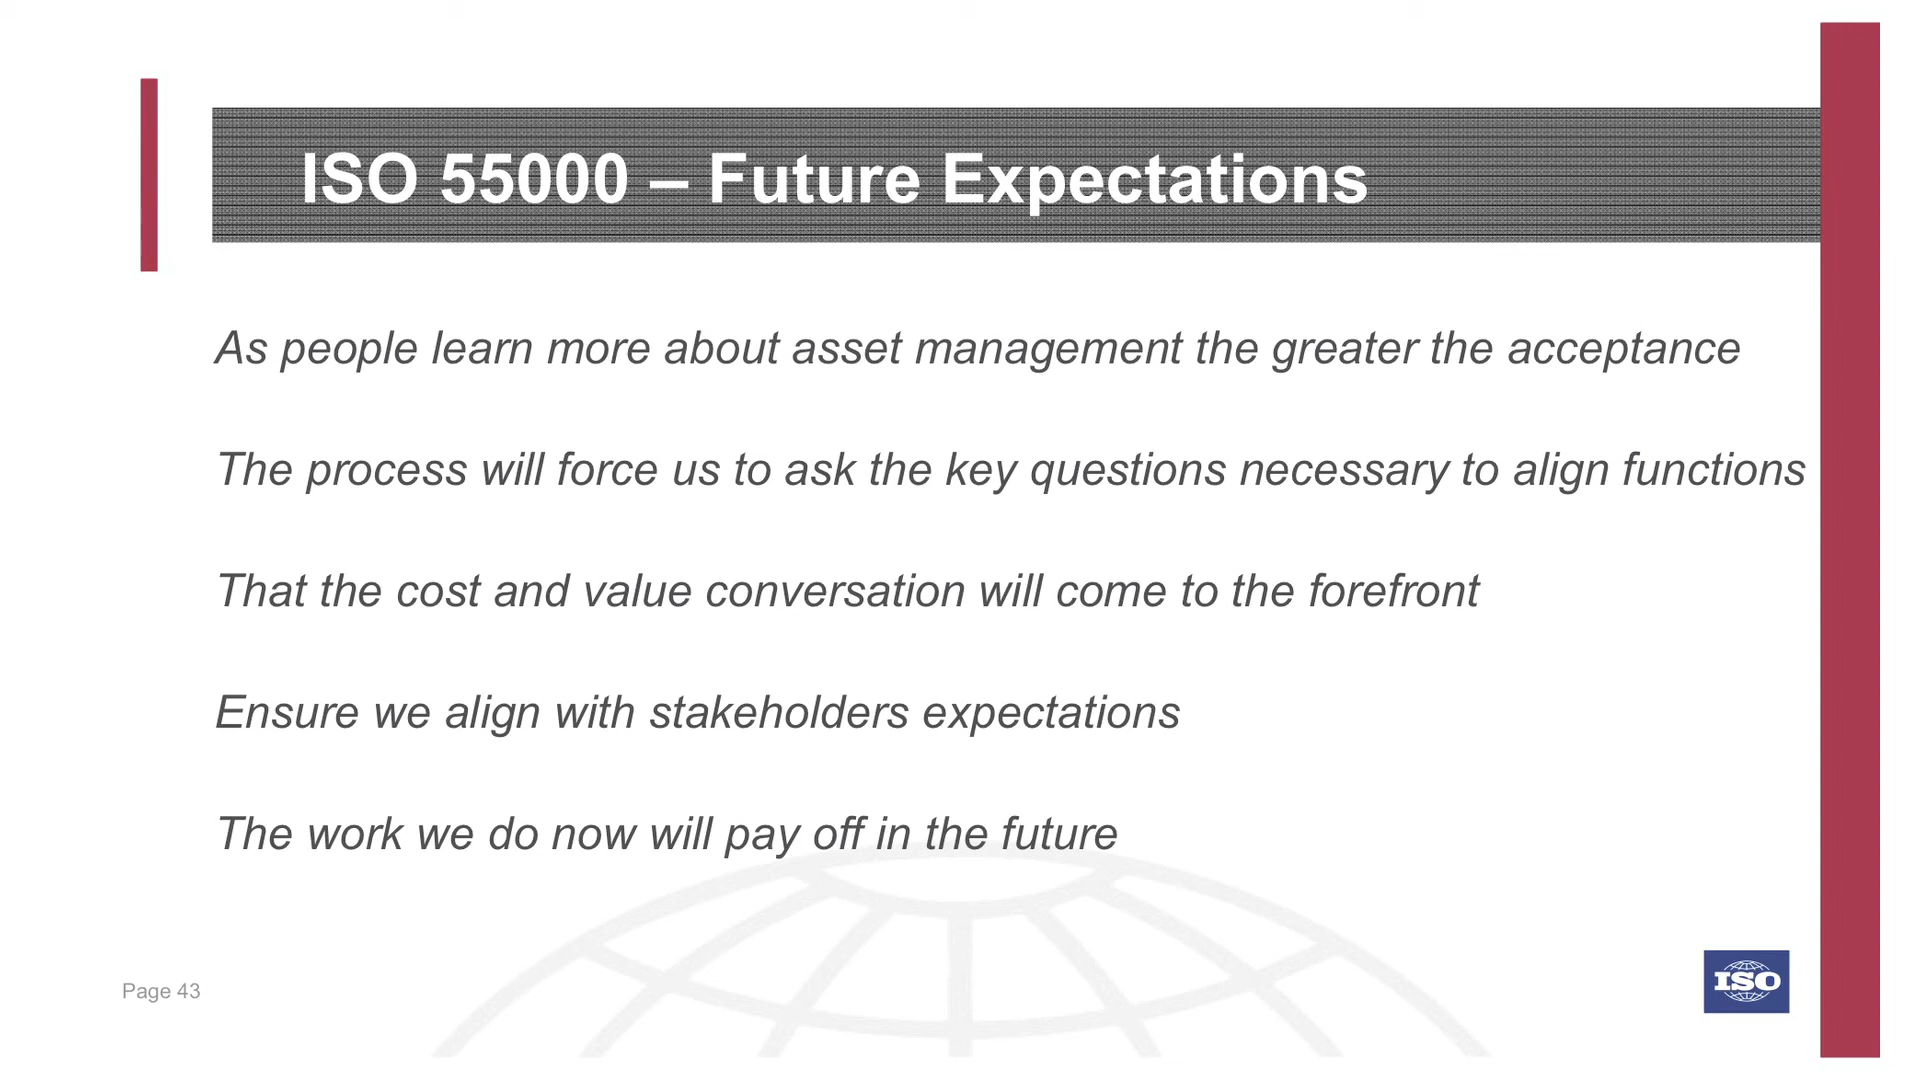 ISO 55000 – Future Expectations
As people learn more about asset management the greater the acceptance
The process will force us to ask the key questions necessary to align functions
That the cost and value conversation will come to the forefront
Ensure we align with stakeholders expectations
The work we do now will pay off in the future
Page 43
ISO